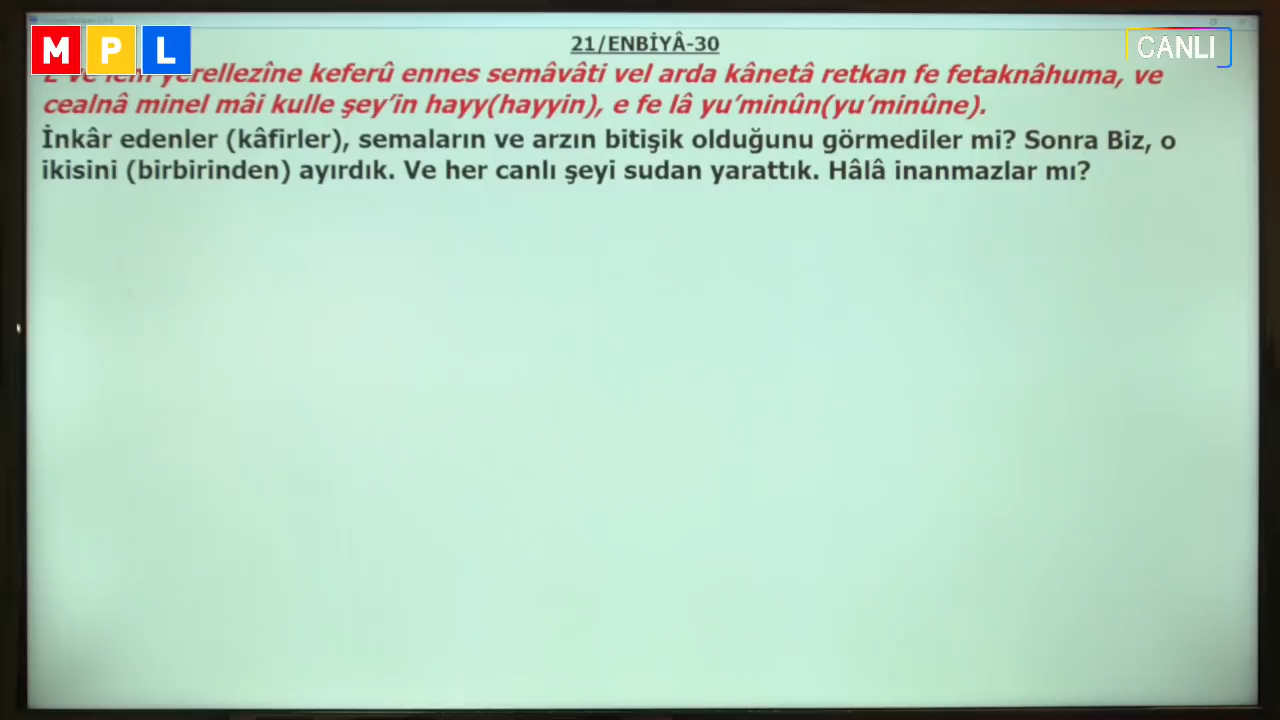 M P L
CANLI
21/ENBİYÂ-30
yerellezîne keferû ennes semâvâti vel arda kânetâ retkan fe fetaknâhuma, ve
cealnâ minel mâi kulle şey’in hayy(hayyin), e fe lâ yu’minûn(yu’minûne).
İnkâr edenler (kâfirler), semaların ve arzın bitişik olduğunu görmediler mi? Sonra Biz, o
ikisini (birbirinden) ayırdık. Ve her canlı şeyi sudan yarattık. Hâlâ inanmazlar mı?